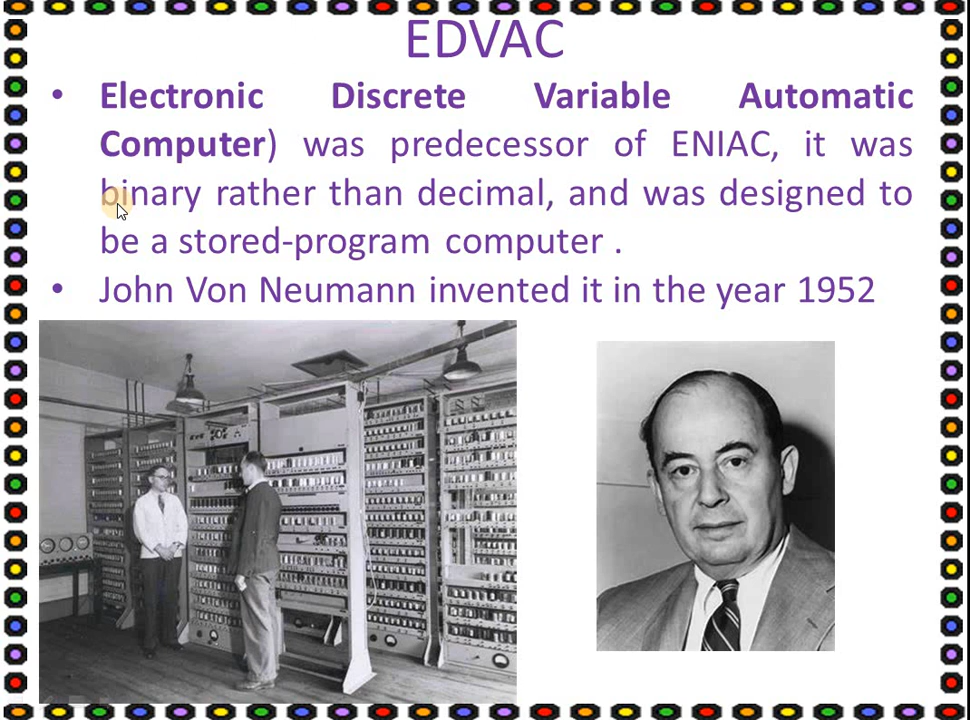 EDVAC
• Electronic Discrete Variable Automatic
Computer) was predecessor of ENIAC, it was
binary rather than decimal, and was designed to
be a stored-program computer .
• John Von Neumann invented it in the year 1952